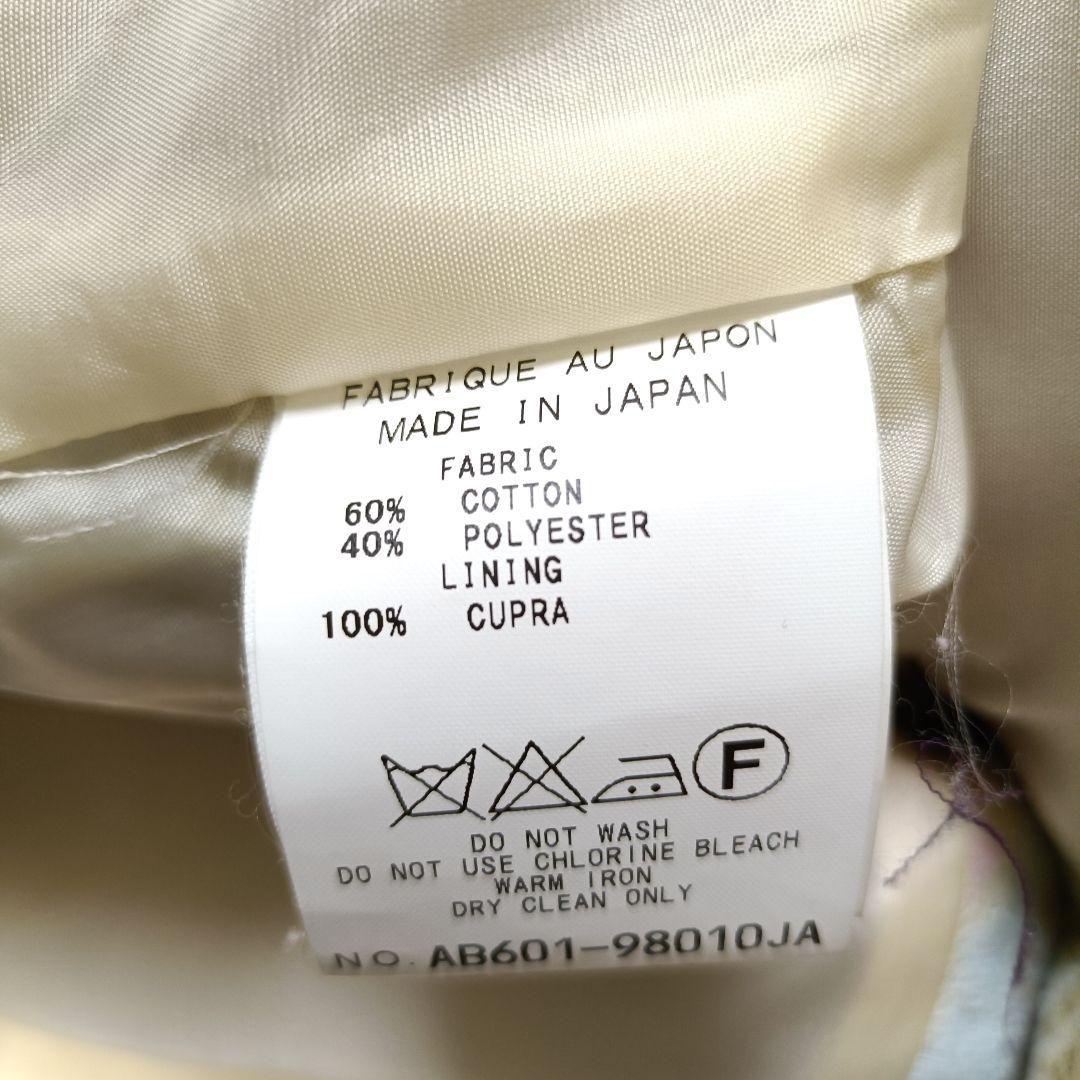 FABRIQUE AU JAPON
MADE IN JAPAN
FABRIC
60% COTTON
40% POLYESTER
LINING
100% CUPRA
F
DO NOT WASH
DO NOT USE CHLORINE BLEACH
WARM IRON
DRY CLEAN ONLY
NO. AB601-98010JA